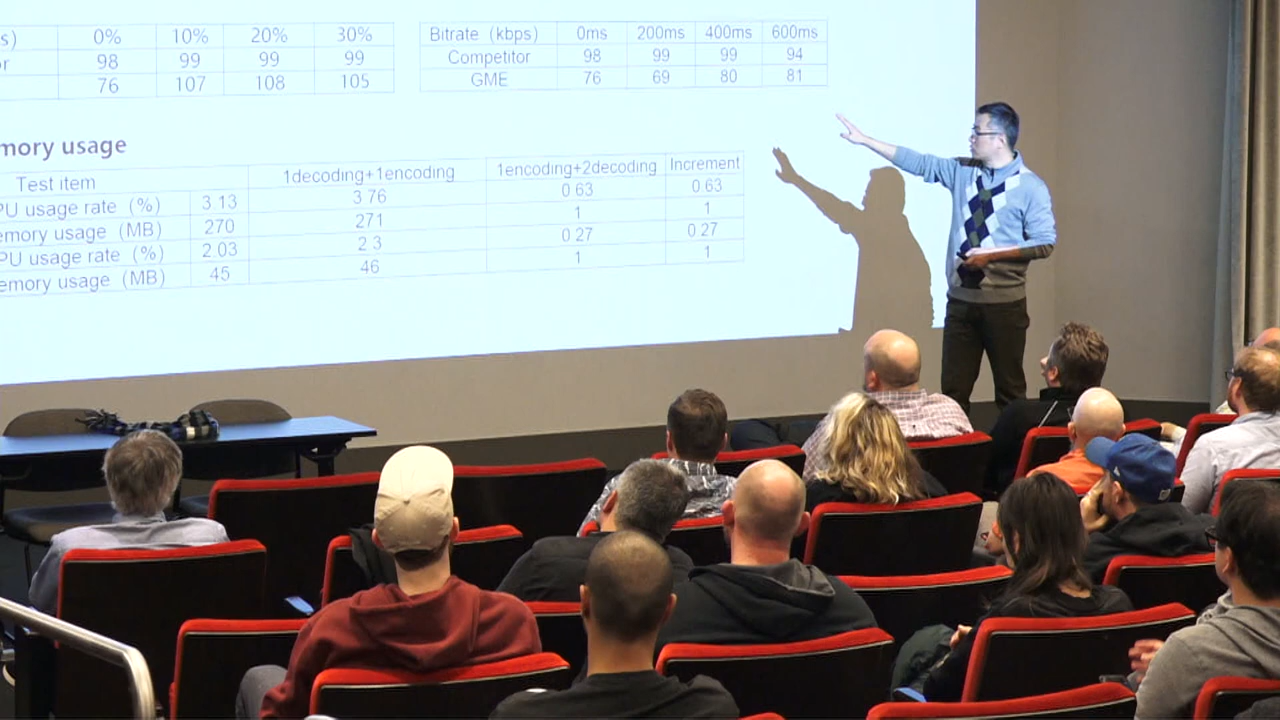 s) 0% 10% 20% 30%
r 98 99 99 99
76 107 108 105
Bitrate (kbps) 0ms 200ms 400ms 600ms
Competitor 98 99 99 94
GME 76 69 80 81
mory usage
Test item 1decoding+1encoding 1encoding+2decoding Increment
PU usage rate (%) 3 13 3 76 0 63 0 63
emory usage (MB) 270 271 1 1
PU usage rate (%) 2.03 2 3 0 27 0 27
emory usage (MB) 45 46 1 1